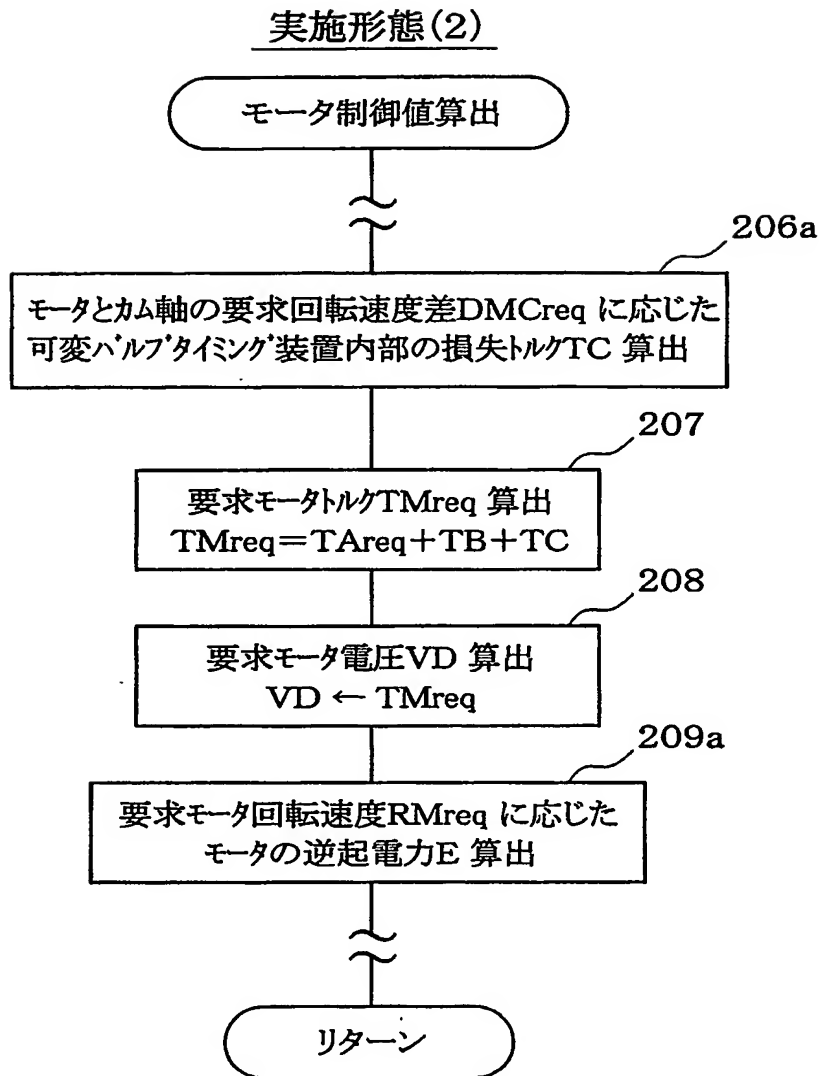 実施形態(2)
モータ制御値算出
206a
モータとカム軸の要求回転速度差DMCreq に応じた
可変バルブタイミング装置内部の損失トルクTC 算出
207
要求モータトルクTMreq 算出
TMreq=TAreq+TB+TC
208
要求モータ電圧VD 算出
VD ← TMreq
209a
要求モータ回転速度RMreq に応じた
モータの逆起電力E 算出
リターン